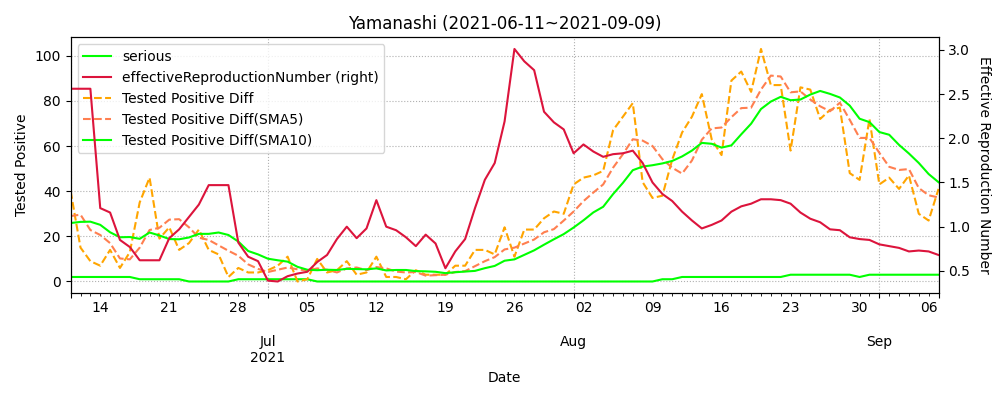 Yamanashi (2021-06-11~2021-09-09)
serious
effectiveReproductionNumber (right)
Tested Positive Diff
Tested Positive Diff(SMA5)
Tested Positive Diff(SMA10)
Tested Positive
100
80
60
40
20
0
3.0
2.5
2.0
1.5
1.0
0.5
Effective Reproduction Number
14 21 28 05 12 19 26 02 09 16 23 30 06
Jul Aug Sep
2021
Date